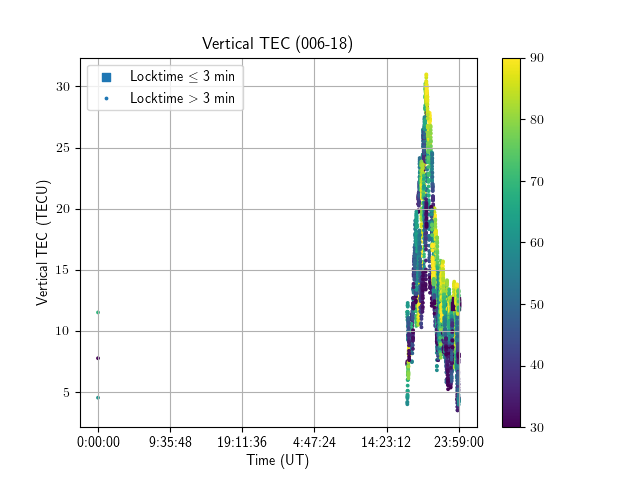 Vertical TEC (006-18)
Locktime ≤ 3 min
Locktime > 3 min
Vertical TEC (TECU)
30
25
20
15
10
5
0:00:00 9:35:48 19:11:36 4:47:24 14:23:12 23:59:00
Time (UT)
90
80
70
60
50
40
30